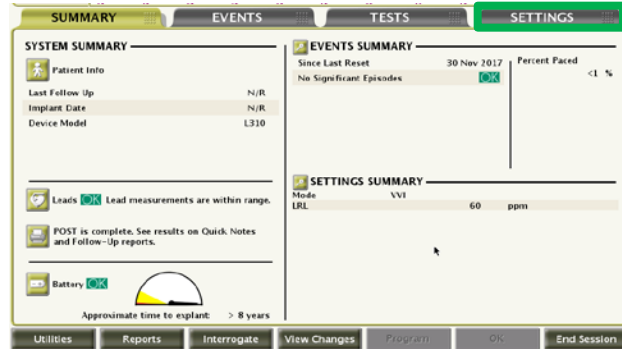 SUMMARY
EVENTS
TESTS
SETTINGS
SYSTEM SUMMARY
Patient Info
Last Follow Up N/R
Implant Date N/R
Device Model L310
Leads OK Lead measurements are within range.
POST is complete. See results on Quick Notes
and Follow-Up reports.
Battery OK
Approximate time to explant: > 8 years
EVENTS SUMMARY
Since Last Reset 30 Nov 2017
No Significant Episodes OK
Percent Paced
<1 %
SETTINGS SUMMARY
Mode VVI
LRL 60 ppm
Utilities
Reports
Interrogate
View Changes
Program
OK
End Session